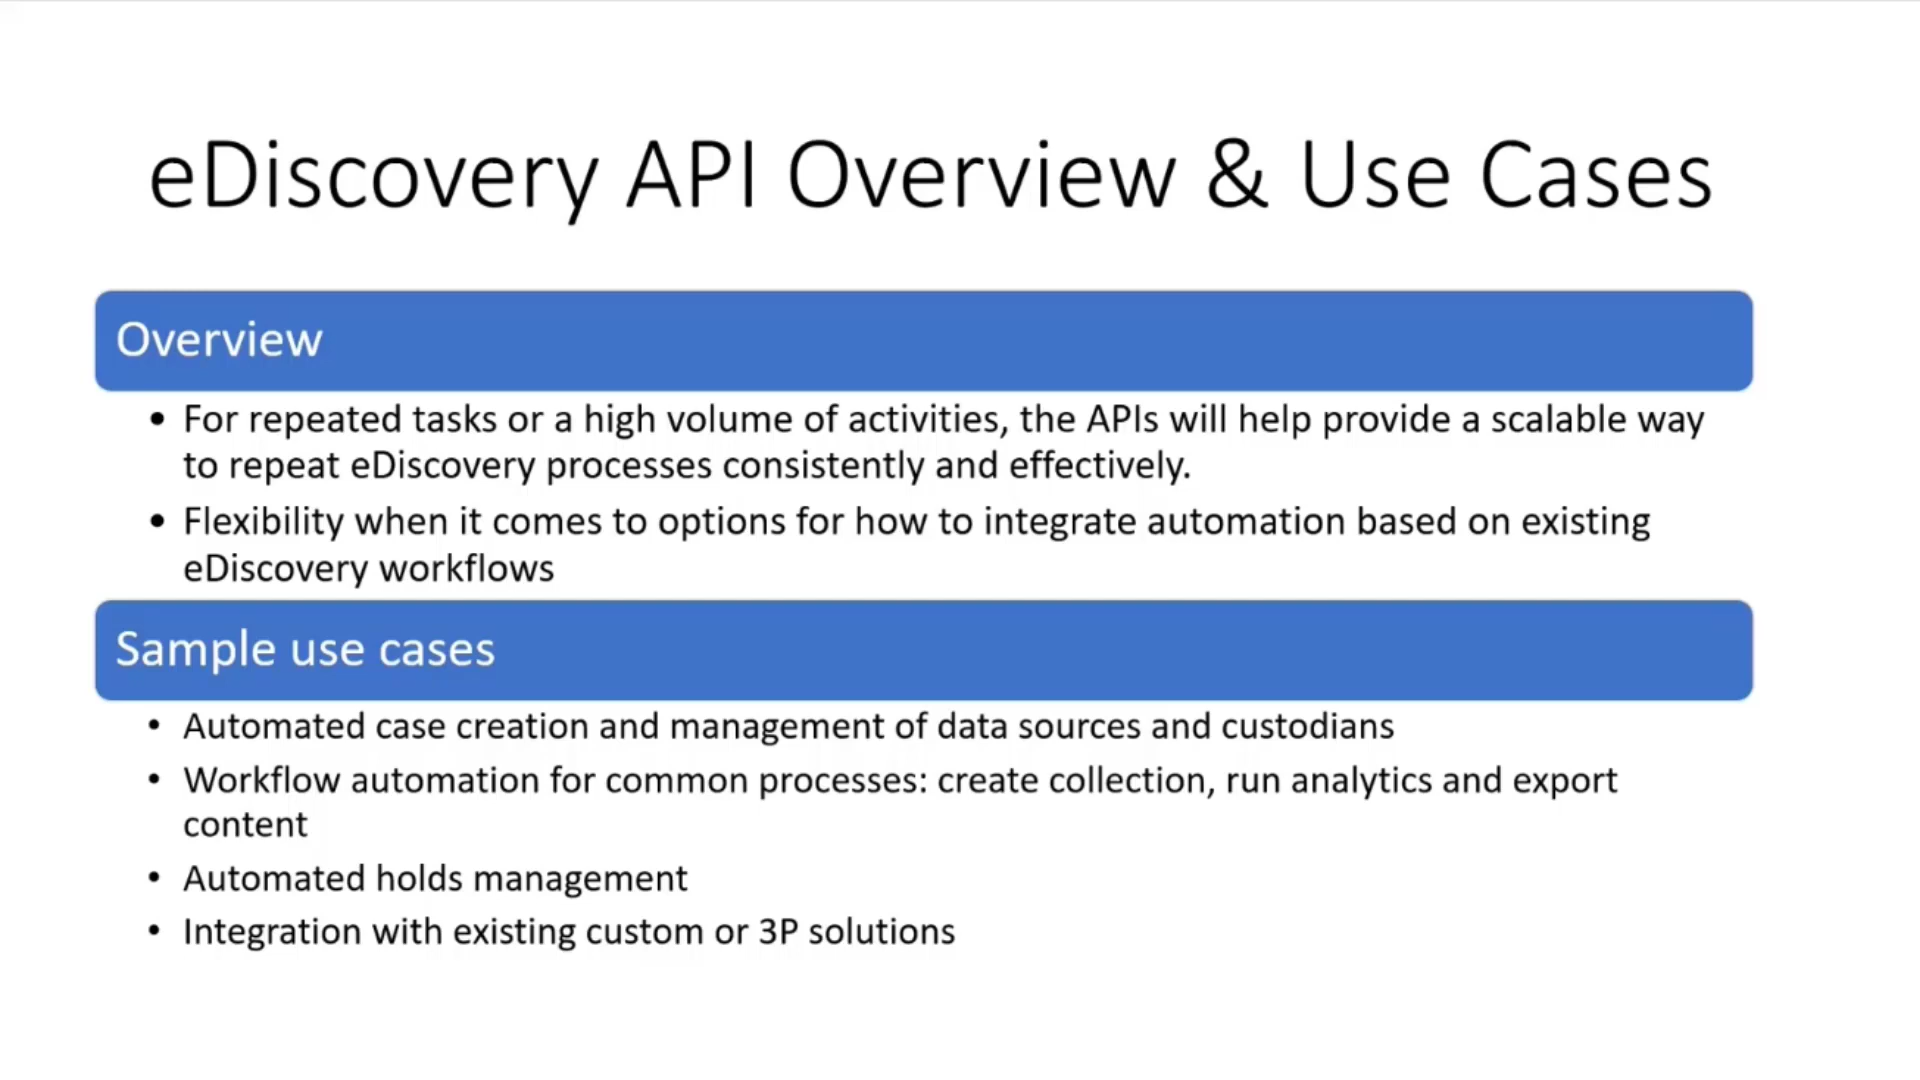 eDiscovery API Overview & Use Cases
Overview
• For repeated tasks or a high volume of activities, the APIs will help provide a scalable way
to repeat eDiscovery processes consistently and effectively.
• Flexibility when it comes to options for how to integrate automation based on existing
eDiscovery workflows
Sample use cases
• Automated case creation and management of data sources and custodians
• Workflow automation for common processes: create collection, run analytics and export
content
• Automated holds management
• Integration with existing custom or 3P solutions